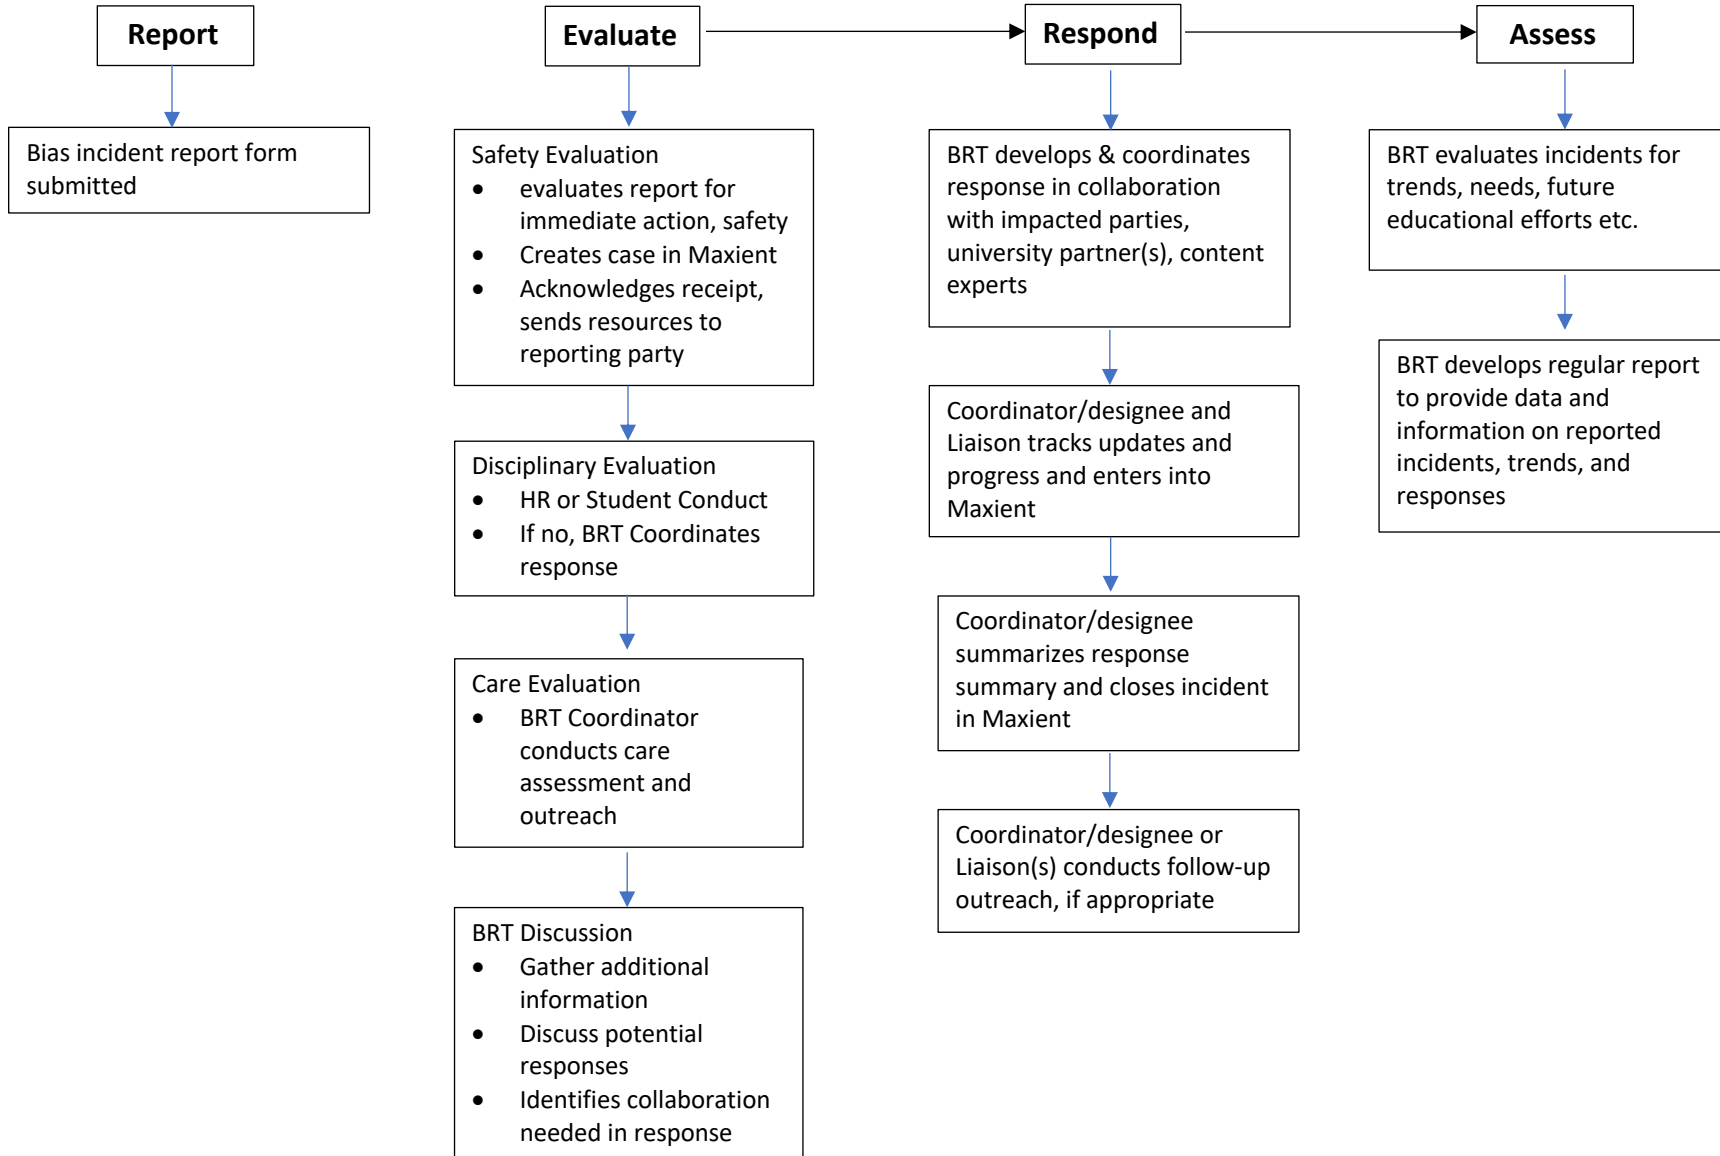 Report
Bias incident report form
submitted
Evaluate
Safety Evaluation
• evaluates report for
immediate action, safety
• Creates case in Maxient
• Acknowledges receipt,
sends resources to
reporting party
Disciplinary Evaluation
• HR or Student Conduct
• If no, BRT Coordinates
response
Care Evaluation
• BRT Coordinator
conducts care
assessment and
outreach
BRT Discussion
• Gather additional
information
• Discuss potential
responses
• Identifies collaboration
needed in response
Respond
BRT develops & coordinates
response in collaboration
with impacted parties,
university partner(s), content
experts
Coordinator/designee and
Liaison tracks updates and
progress and enters into
Maxient
Coordinator/designee
summarizes response
summary and closes incident
in Maxient
Coordinator/designee or
Liaison(s) conducts follow-up
outreach, if appropriate
Assess
BRT evaluates incidents for
trends, needs, future
educational efforts etc.
BRT develops regular report
to provide data and
information on reported
incidents, trends, and
responses